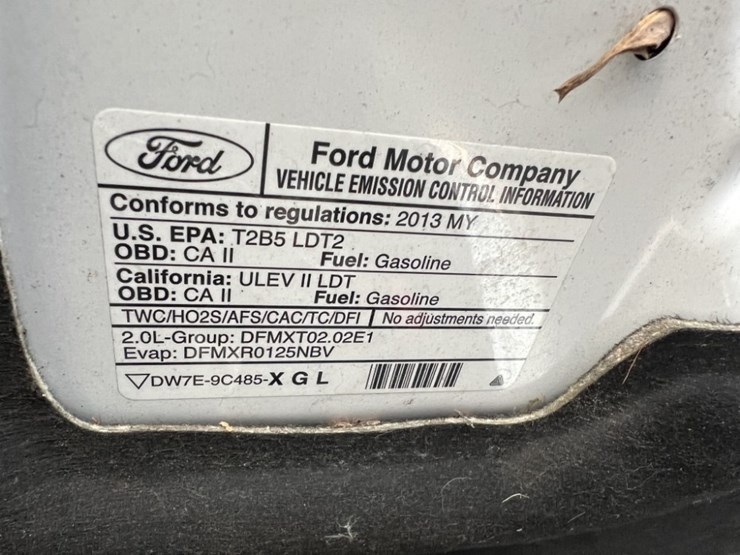 Ford
Ford Motor Company
VEHICLE EMISSION CONTROL INFORMATION
Conforms to regulations: 2013 MY
U.S. EPA: T2B5 LDT2
OBD: CA II Fuel: Gasoline
California: ULEV II LDT
OBD: CA II Fuel: Gasoline
TWC/HO2S/AFS/CAC/TC/DFI No adjustments needed.
2.0L-Group: DFMXT02.02E1
Evap: DFMXR0125NBV
DW7E-9C485-X G L